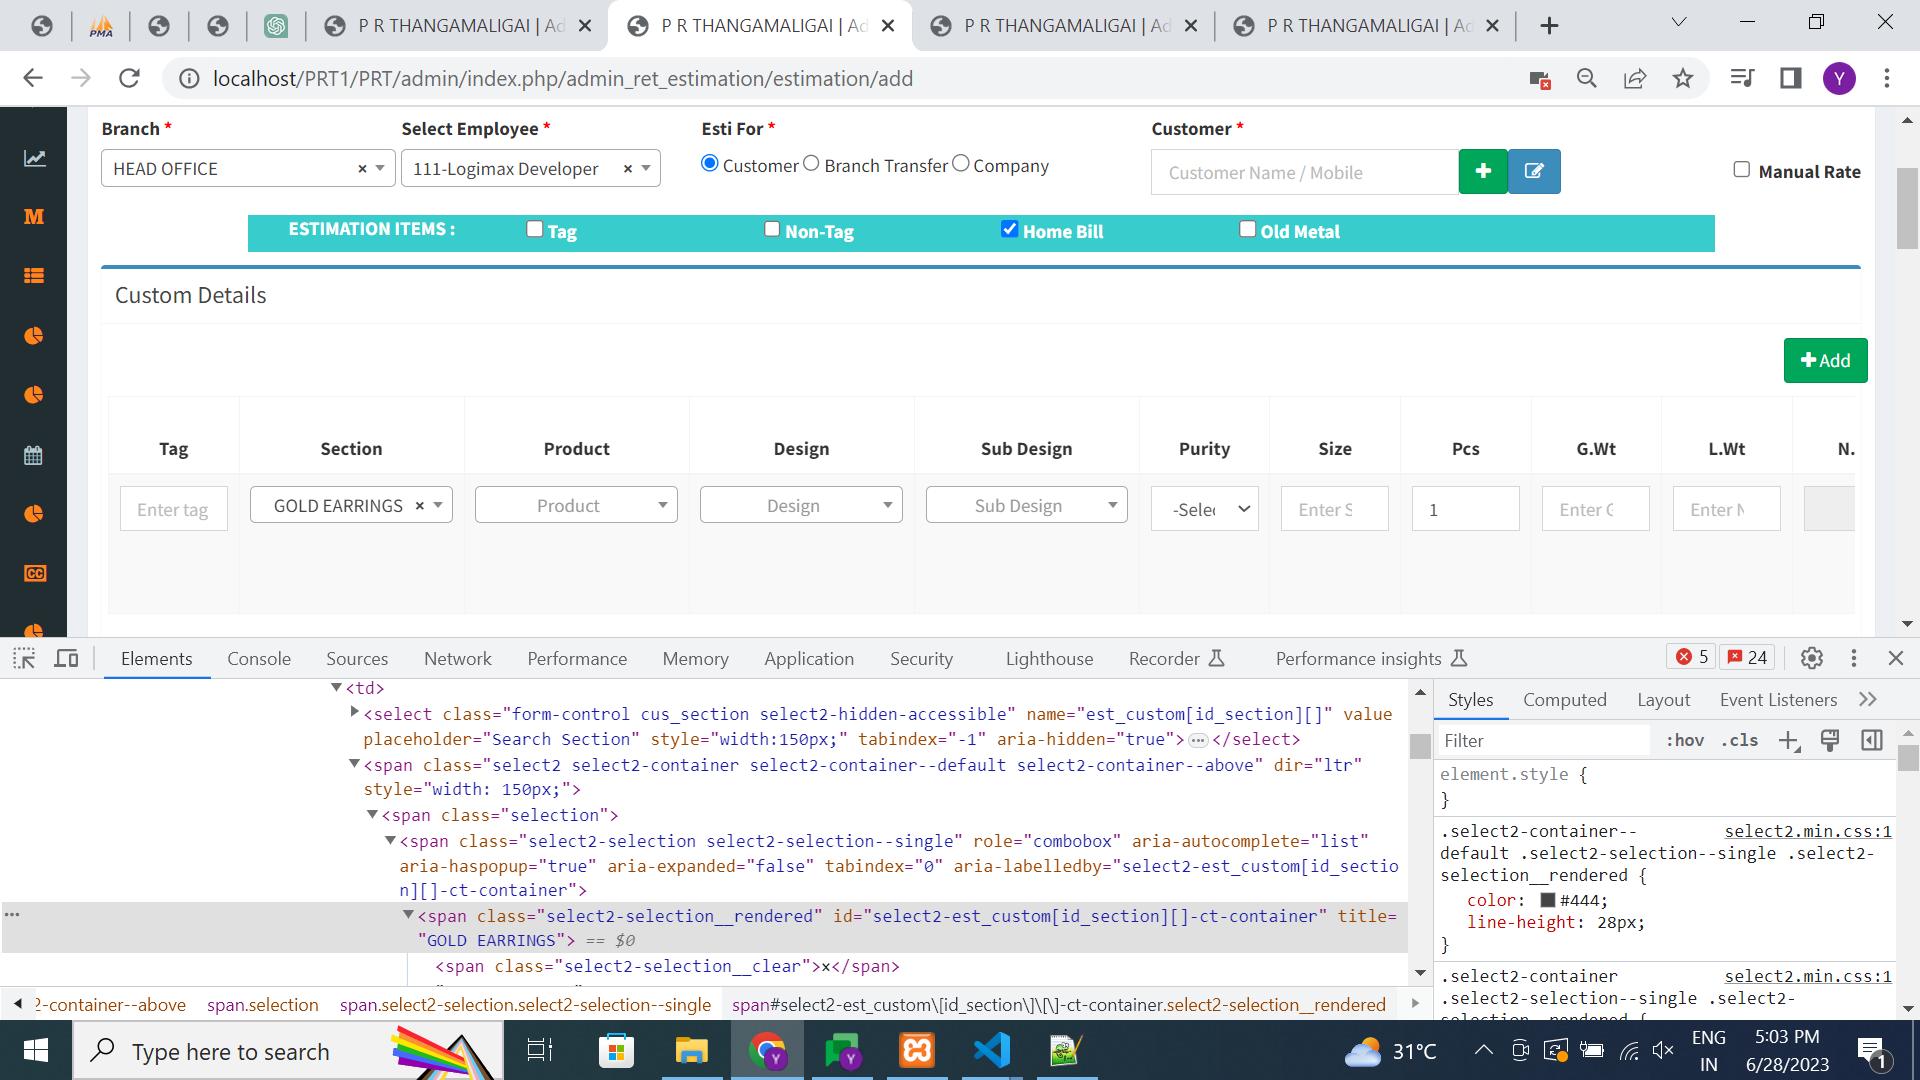 PMA
P R THANGAMALIGAI | Ad
P R THANGAMALIGAI | Ad
P R THANGAMALIGAI | Ad
P R THANGAMALIGAI | Ad
localhost/PRT1/PRT/admin/index.php/admin_ret_estimation/estimation/add
Y
Branch *
Select Employee *
Esti For *
Customer *
HEAD OFFICE ×
111-Logimax Developer ×
Customer Branch Transfer Company
Customer Name / Mobile
Manual Rate
ESTIMATION ITEMS : Tag Non-Tag Home Bill Old Metal
M
Custom Details
Add
Tag Section Product Design Sub Design Purity Size Pcs G.Wt L.Wt N.
Enter tag GOLD EARRINGS × Product Design Sub Design -Selec Enter S 1 Enter G Enter N
CC
Elements Console Sources Network Performance Memory Application Security Lighthouse Recorder Performance insights 5 24
<td>
<select class="form-control cus_section select2-hidden-accessible" name="est_custom[id_section][]" value
placeholder="Search Section" style="width:150px;" tabindex="-1" aria-hidden="true">…</select>
<span class="select2 select2-container select2-container--default select2-container--above" dir="ltr"
style="width: 150px;">
<span class="selection">
<span class="select2-selection select2-selection--single" role="combobox" aria-autocomplete="list"
aria-haspopup="true" aria-expanded="false" tabindex="0" aria-labelledby="select2-est_custom[id_sectio
n][]-ct-container">
<span class="select2-selection__rendered" id="select2-est_custom[id_section][]-ct-container" title=
"GOLD EARRINGS"> == $0
<span class="select2-selection__clear">×</span>
2-container--above span.selection span.select2-selection.select2-selection--single span#select2-est_custom\[id_section\]\[\]-ct-container.select2-selection__rendered
Styles Computed Layout Event Listeners
Filter :hov .cls
element.style {
}
.select2-container-- select2.min.css:1
default .select2-selection--single .select2-
selection__rendered {
color: #444;
line-height: 28px;
}
.select2-container select2.min.css:1
.select2-selection--single .select2-
selection__rendered {
Type here to search
Y
Y
31°C
ENG
IN
5:03 PM
6/28/2023
1